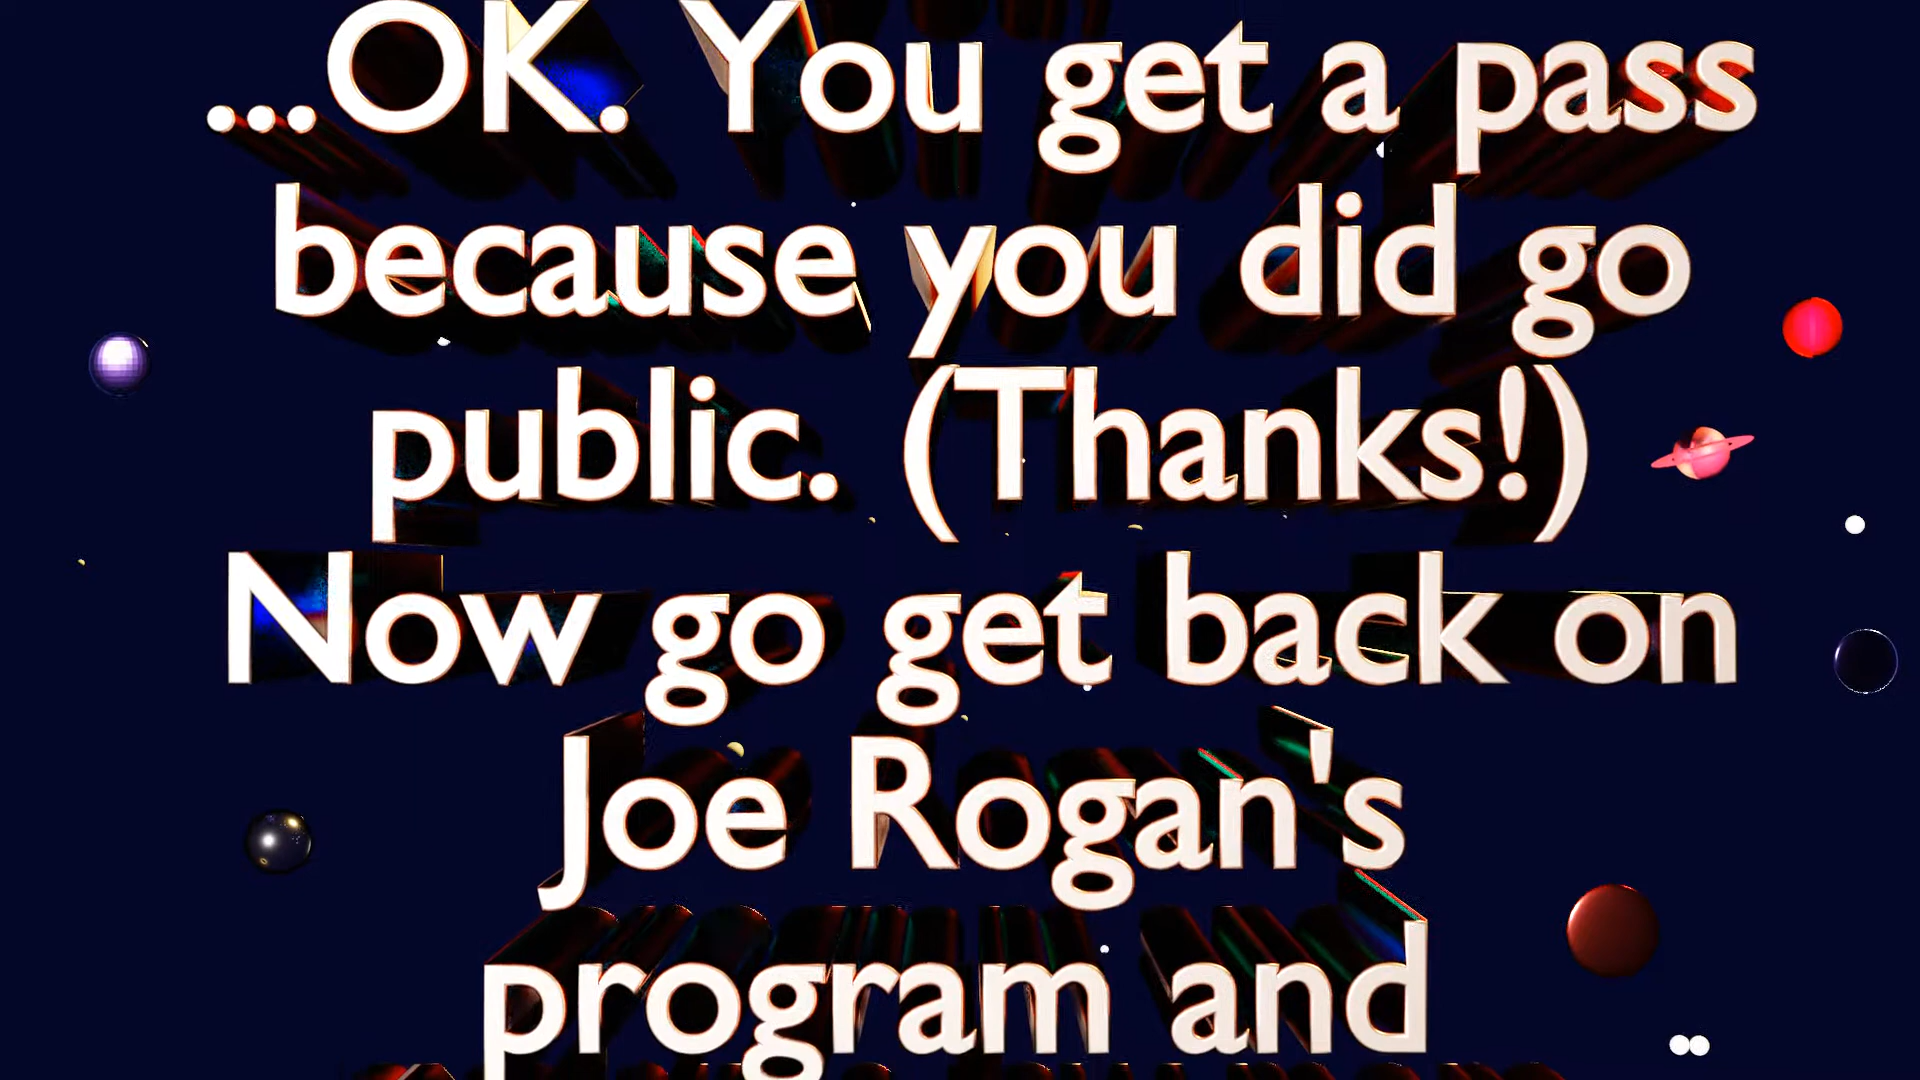 ...OK. You get a pass
because you did go
public. (Thanks!)
Now go get back on
Joe Rogan's
program and